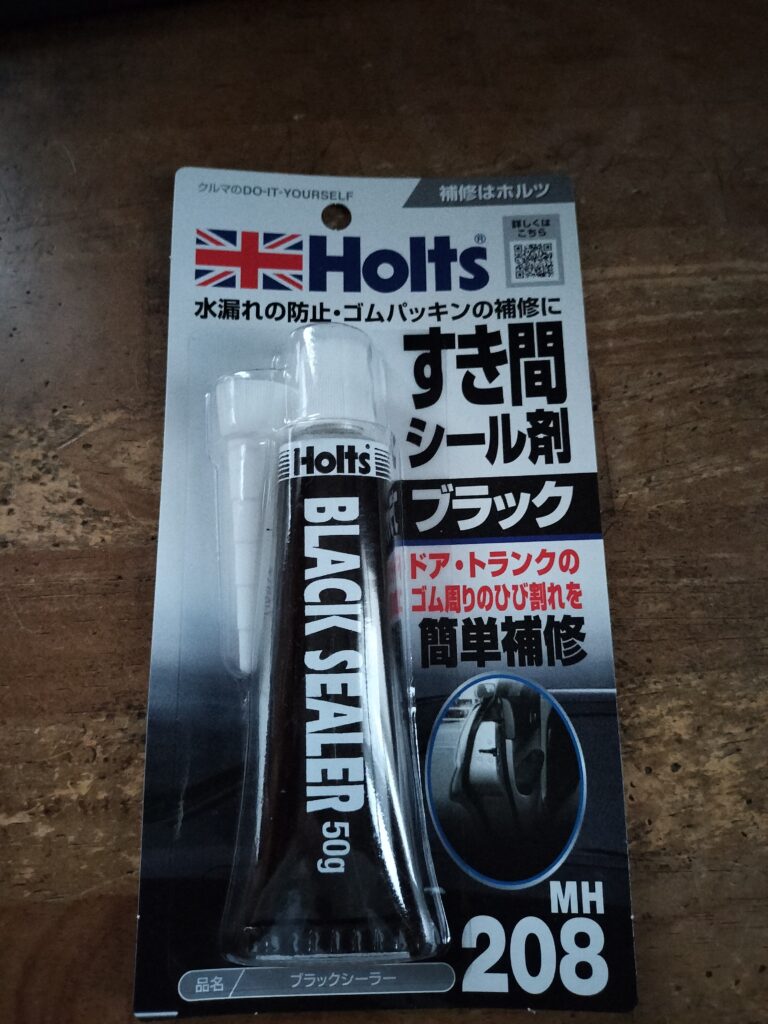 クルマのDO-IT-YOURSELF
補修はホルツ
Holts®
詳しくは
こちら
水漏れの防止・ゴムパッキンの補修に
すき間
シール剤
ブラック
ドア・トランクの
ゴム周りのひび割れを
簡単補修
Holts
BLACK SEALER 50g
MH
208
品名 ブラックシーラー